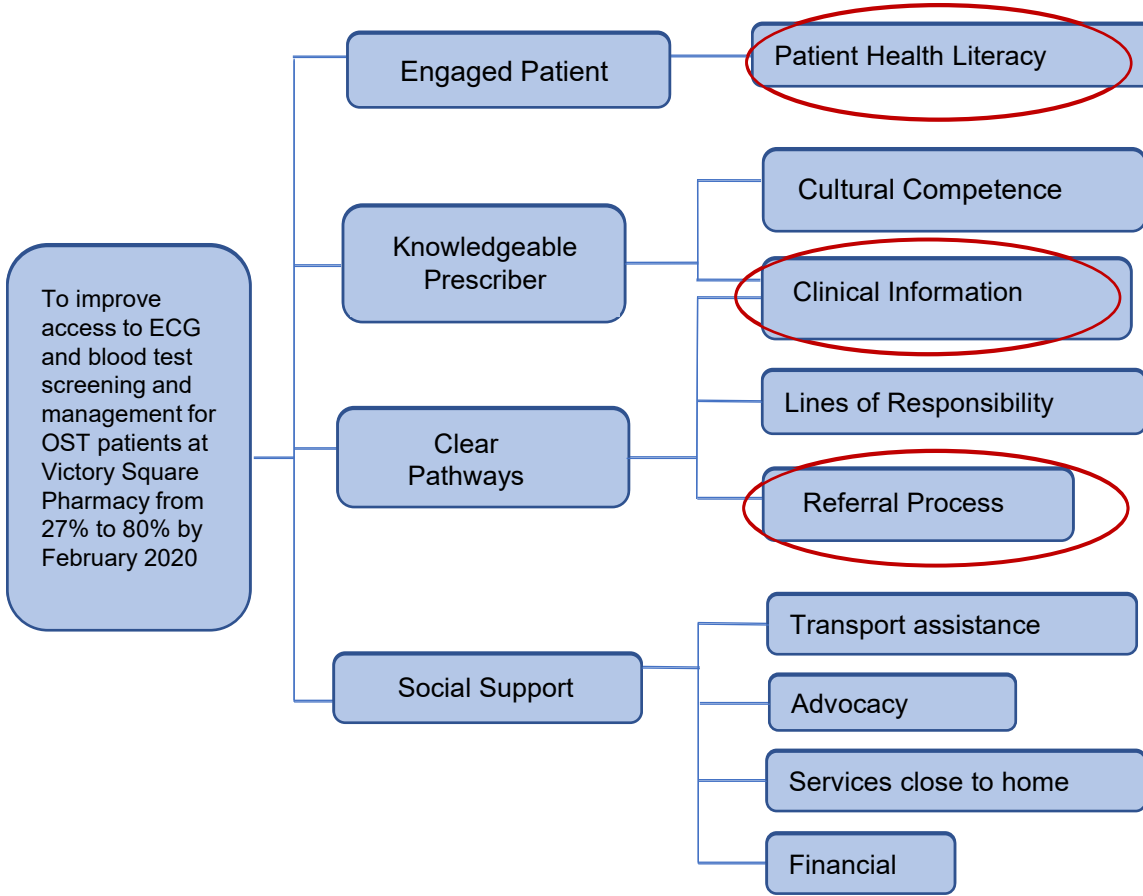 Engaged Patient
Patient Health Literacy
Cultural Competence
Knowledgeable
Prescriber
Clinical Information
To improve
access to ECG
and blood test
screening and
management for
OST patients at
Victory Square
Pharmacy from
27% to 80% by
February 2020
Lines of Responsibility
Clear
Pathways
Referral Process
Transport assistance
Social Support
Advocacy
Services close to home
Financial